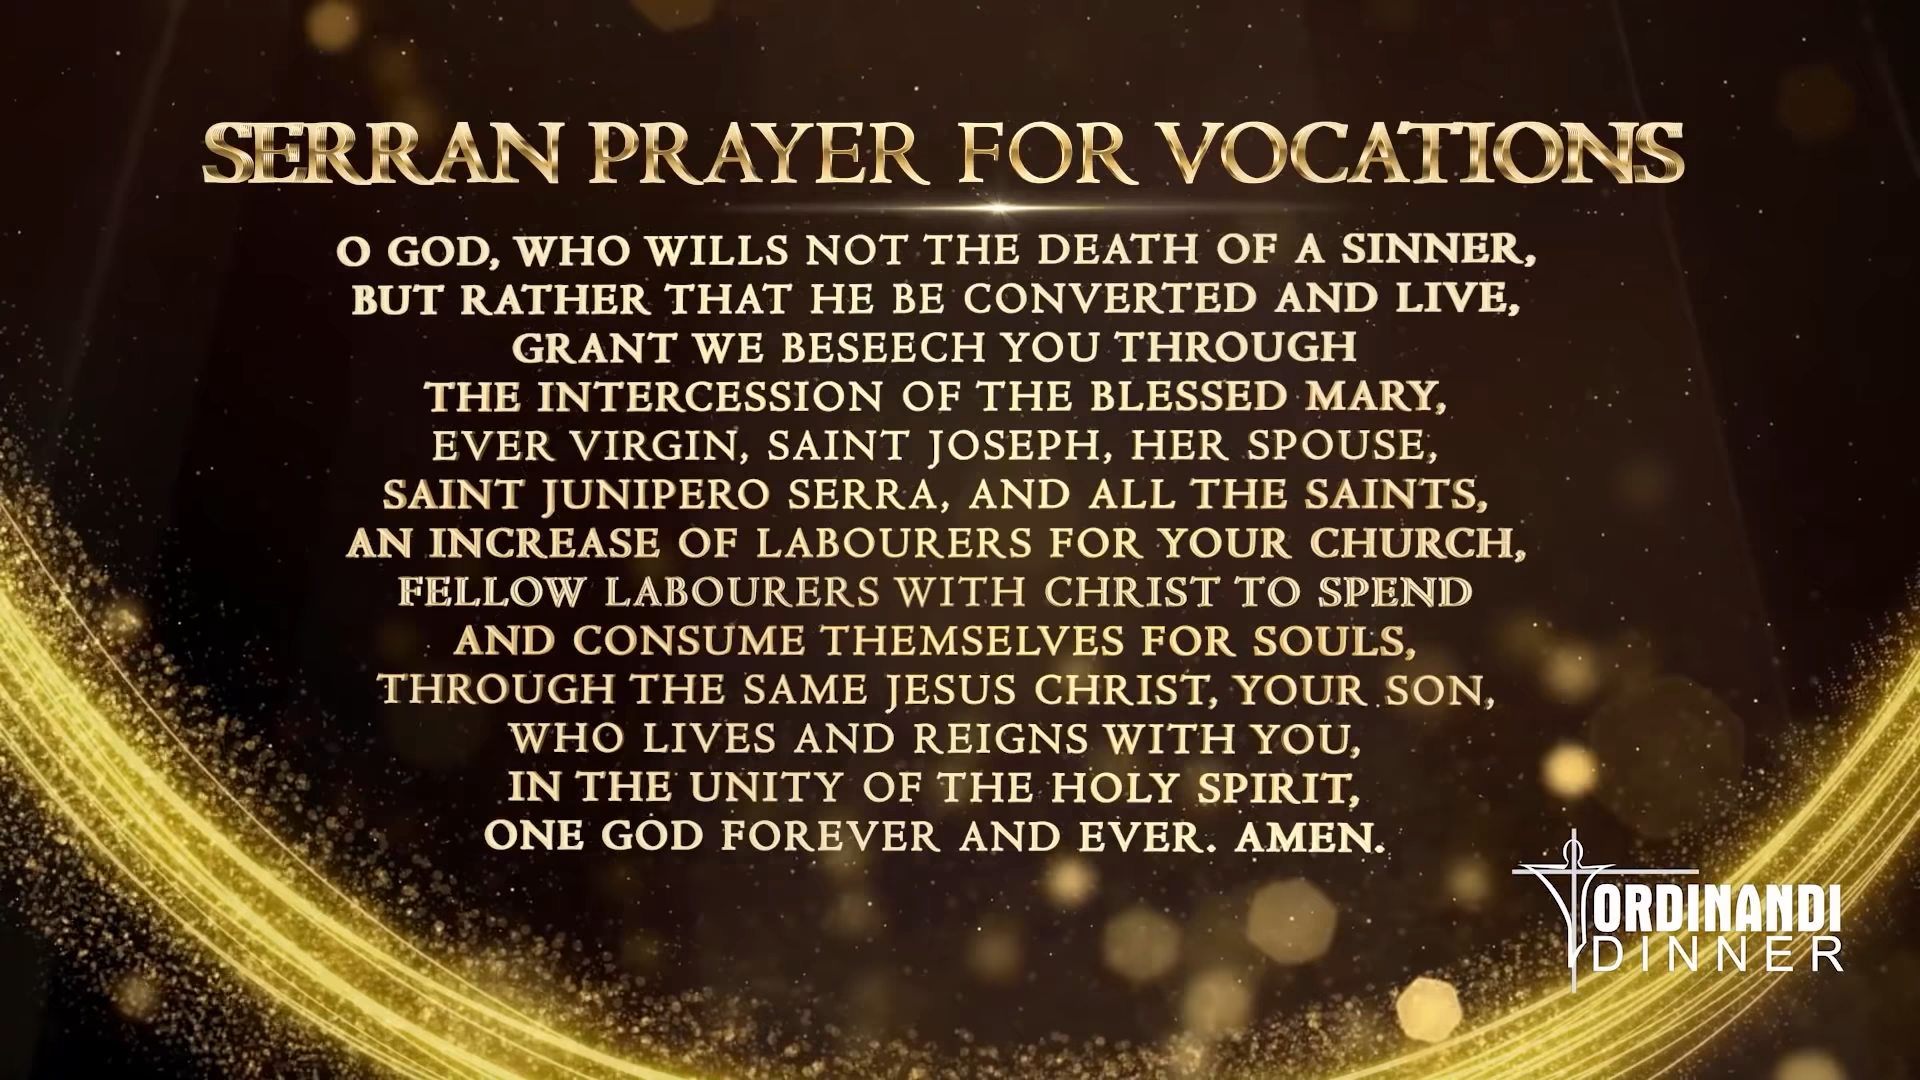 SERRAN PRAYER FOR VOCATIONS
O GOD, WHO WILLS NOT THE DEATH OF A SINNER,
BUT RATHER THAT HE BE CONVERTED AND LIVE,
GRANT WE BESEECH YOU THROUGH
THE INTERCESSION OF THE BLESSED MARY,
EVER VIRGIN, SAINT JOSEPH, HER SPOUSE,
SAINT JUNIPERO SERRA, AND ALL THE SAINTS,
AN INCREASE OF LABOURERS FOR YOUR CHURCH,
FELLOW LABOURERS WITH CHRIST TO SPEND
AND CONSUME THEMSELVES FOR SOULS,
THROUGH THE SAME JESUS CHRIST, YOUR SON,
WHO LIVES AND REIGNS WITH YOU,
IN THE UNITY OF THE HOLY SPIRIT,
ONE GOD FOREVER AND EVER. AMEN.
ORDINANDI
DINNER